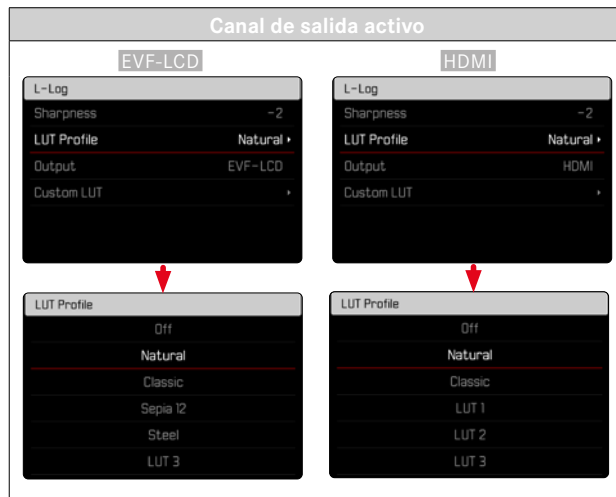 Canal de salida activo
EVF-LCD
L-Log
Sharpness -2
LUT Profile Natural
Output EVF-LCD
Custom LUT
LUT Profile
Off
Natural
Classic
Sepia 12
Steel
LUT 3
HDMI
L-Log
Sharpness -2
LUT Profile Natural
Output HDMI
Custom LUT
LUT Profile
Off
Natural
Classic
LUT 1
LUT 2
LUT 3